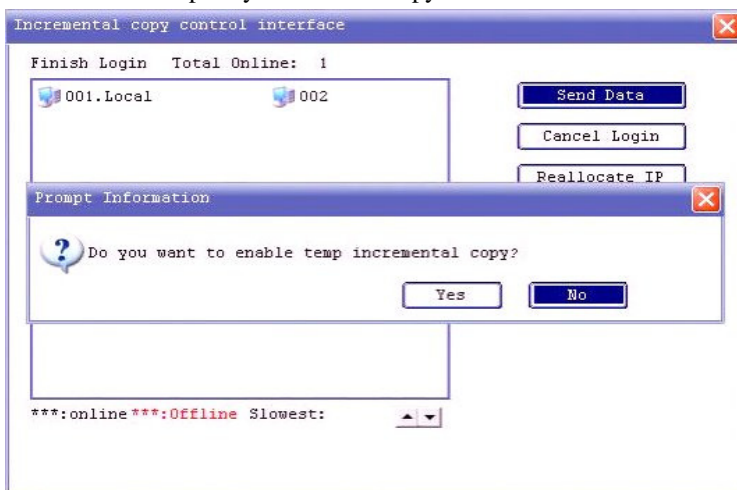 Incremental copy control interface
Finish Login Total Online: 1
001.Local 002
Send Data
Cancel Login
Reallocate IP
Prompt Information
Do you want to enable temp incremental copy?
Yes No
***:online***:Offline Slowest: